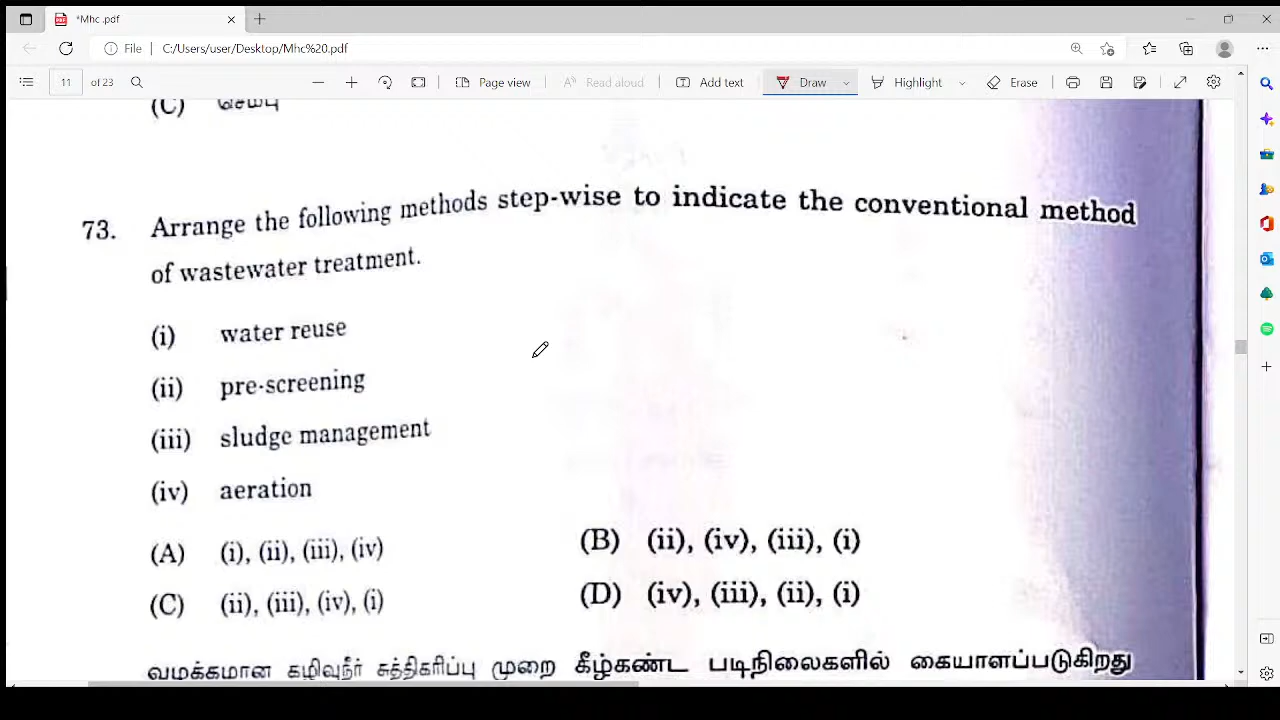 *Mhc .pdf
File
C:/Users/user/Desktop/Mhc%20.pdf
11 of 23
Page view
Read aloud
Add text
Draw
Highlight
Erase
(C) செம்பு
73. Arrange the following methods step-wise to indicate the conventional method
of wastewater treatment.
(i) water reuse
(ii) pre-screening
(iii) sludge management
(iv) aeration
(A) (i), (ii), (iii), (iv)
(B) (ii), (iv), (iii), (i)
(C) (ii), (iii), (iv), (i)
(D) (iv), (iii), (ii), (i)
வழக்கமான கழிவுநீர் சுத்திகரிப்பு முறை கீழ்கண்ட படிநிலைகளில் கையாளப்படுகிறது